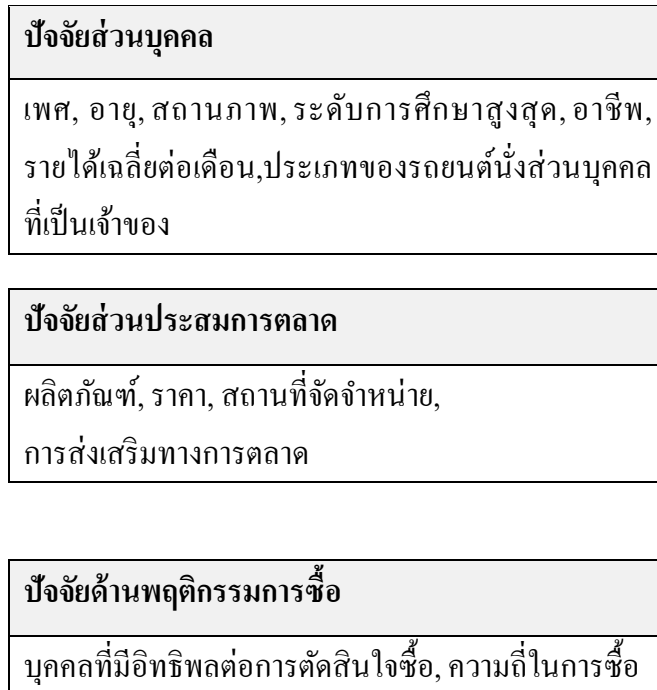 ปัจจัยส่วนบุคคล
เพศ, อายุ, สถานภาพ, ระดับการศึกษาสูงสุด, อาชีพ,
รายได้เฉลี่ยต่อเดือน,ประเภทของรถยนต์นั่งส่วนบุคคล
ที่เป็นเจ้าของ
ปัจจัยส่วนประสมการตลาด
ผลิตภัณฑ์, ราคา, สถานที่จัดจำหน่าย,
การส่งเสริมทางการตลาด
ปัจจัยด้านพฤติกรรมการซื้อ
บุคคลที่มีอิทธิพลต่อการตัดสินใจซื้อ, ความถี่ในการซื้อ